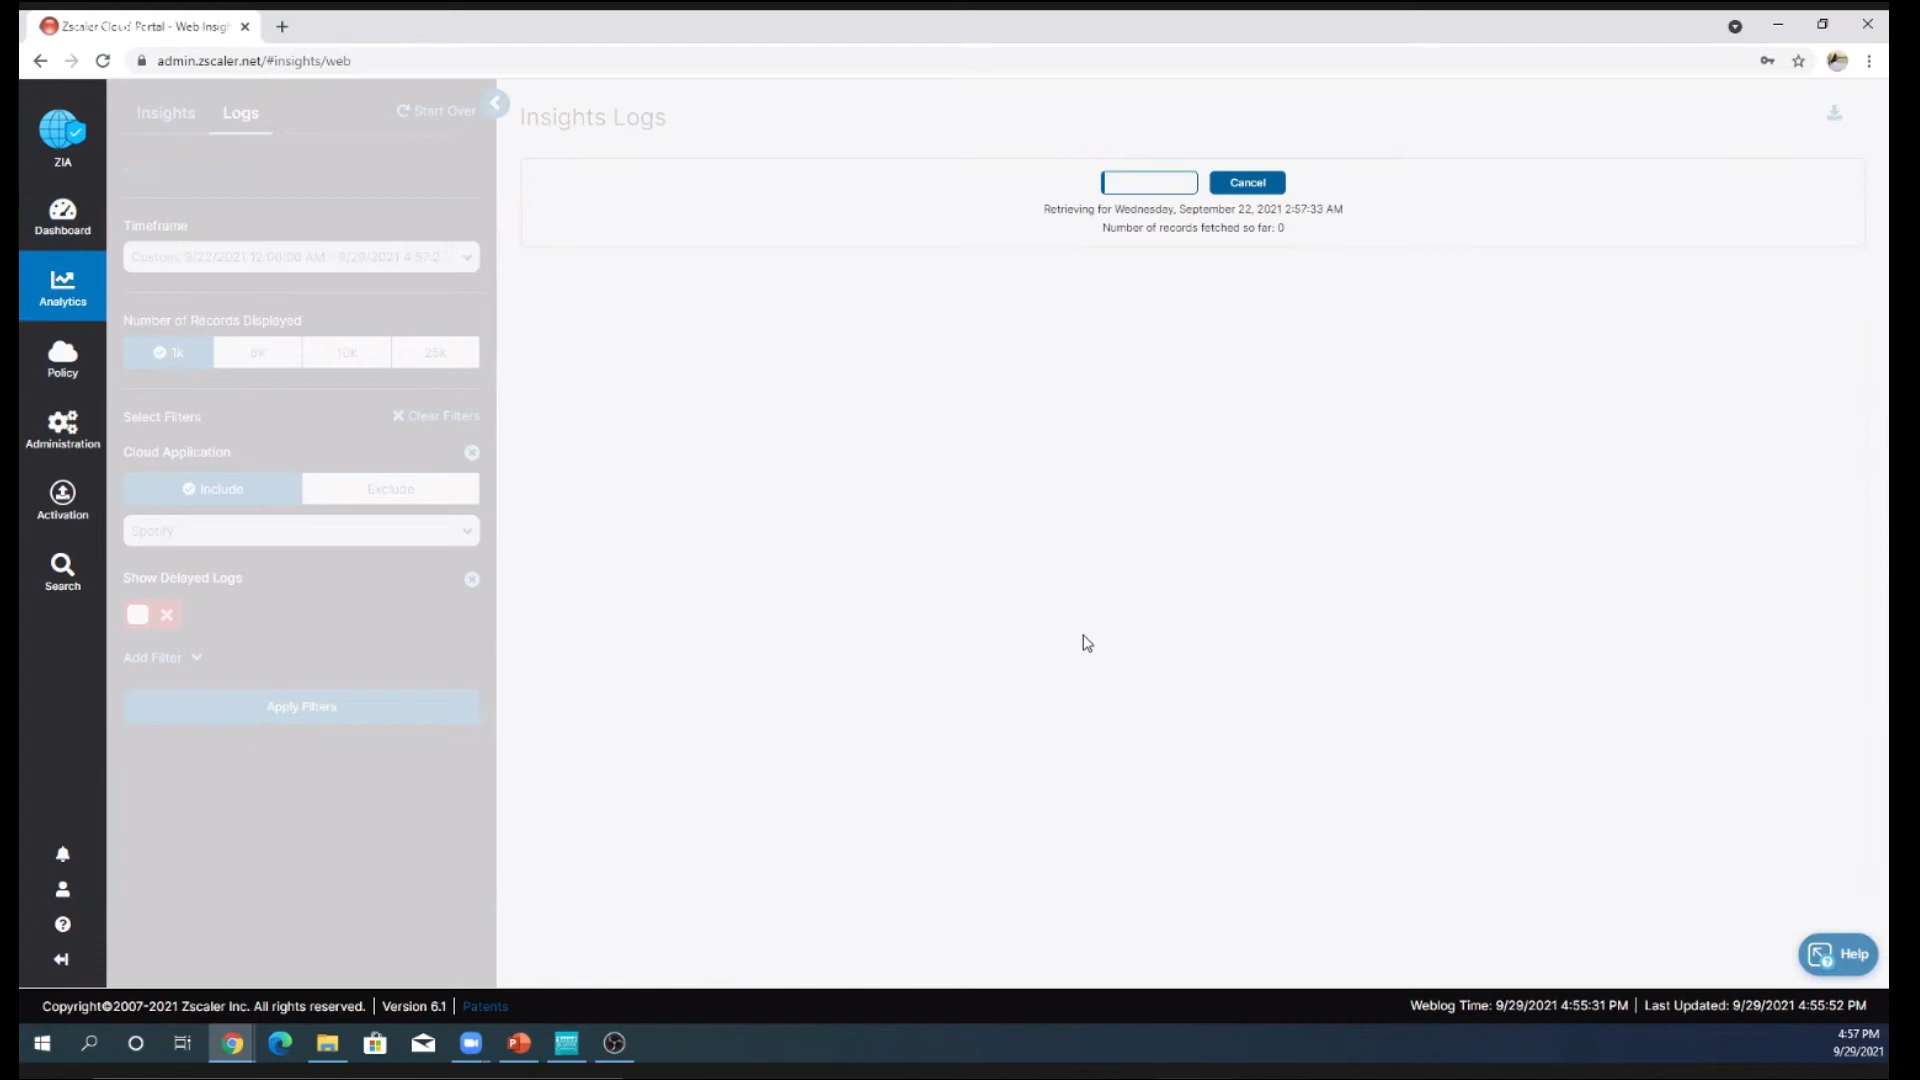 Zscaler Cloud Portal - Web Insigh
admin.zscaler.net/#insights/web
ZIA
Dashboard
Analytics
Policy
Administration
Activation
Search
Insights
Logs
Start Over
Timeframe
Custom: 9/22/2021 12:00:00 AM - 9/29/2021 4:57:2...
Number of Records Displayed
1k
5k
10k
25k
Select Filters
Clear Filters
Cloud Application
Include
Exclude
Spotify
Show Delayed Logs
Add Filter
Apply Filters
Insights Logs
Cancel
Retrieving for Wednesday, September 22, 2021 2:57:33 AM
Number of records fetched so far: 0
Help
Copyright©2007-2021 Zscaler Inc. All rights reserved. | Version 6.1 | Patents
Weblog Time: 9/29/2021 4:55:31 PM | Last Updated: 9/29/2021 4:55:52 PM
4:57 PM
9/29/2021